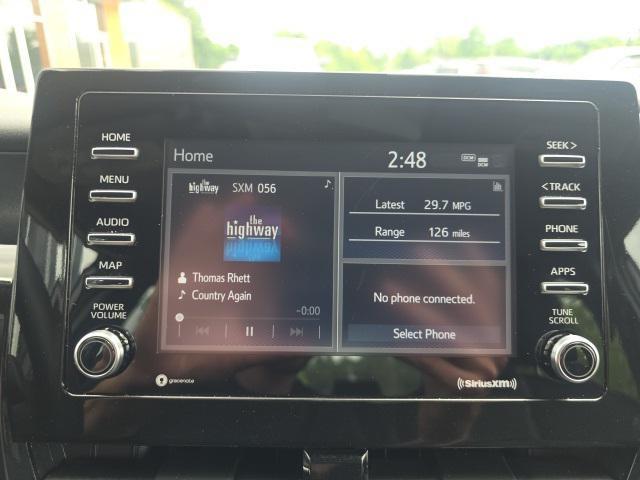 HOME
MENU
AUDIO
MAP
POWER
VOLUME
Home
2:48
DCM
DCM
the
highway
SXM 056
the
highway
Thomas Rhett
Country Again
-0:00
Latest 29.7 MPG
Range 126 miles
No phone connected.
Select Phone
SEEK >
< TRACK
PHONE
APPS
TUNE
SCROLL
gracenote
SiriusXM